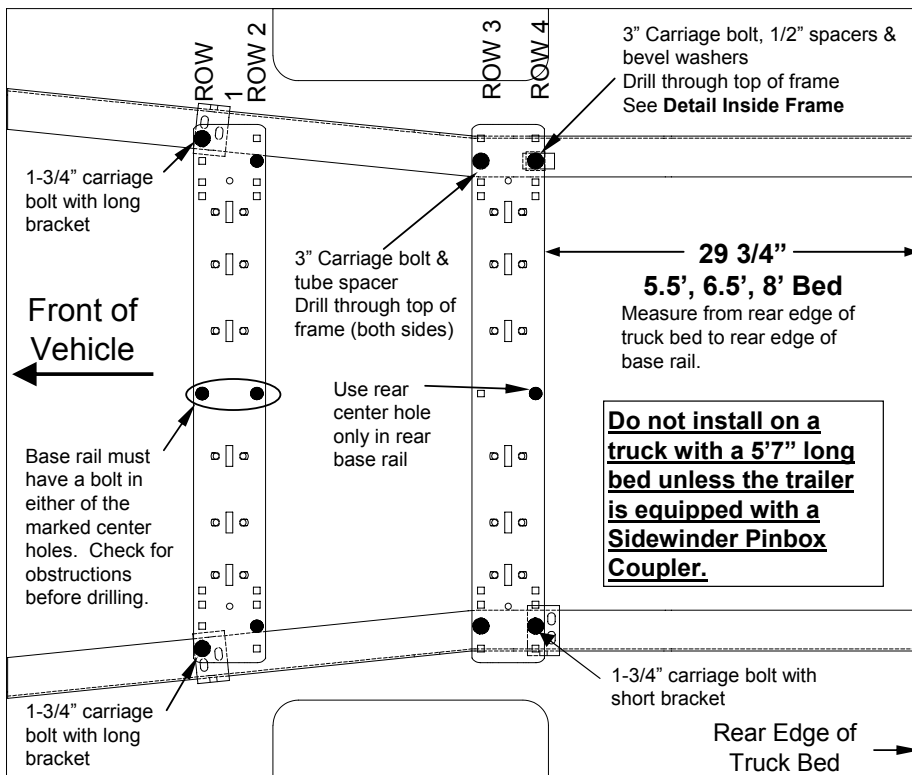 ROW 1
ROW 2
ROW 3
ROW 4
3” Carriage bolt, 1/2” spacers &
bevel washers
Drill through top of frame
See Detail Inside Frame
1-3/4” carriage
bolt with long
bracket
3” Carriage bolt &
tube spacer
Drill through top of
frame (both sides)
29 3/4”
5.5’, 6.5’, 8’ Bed
Measure from rear edge of
truck bed to rear edge of
base rail.
Front of
Vehicle
Use rear
center hole
only in rear
base rail
Do not install on a
truck with a 5’7” long
bed unless the trailer
is equipped with a
Sidewinder Pinbox
Coupler.
Base rail must
have a bolt in
either of the
marked center
holes.  Check for
obstructions
before drilling.
1-3/4” carriage bolt with
short bracket
1-3/4” carriage
bolt with long
bracket
Rear Edge of
Truck Bed